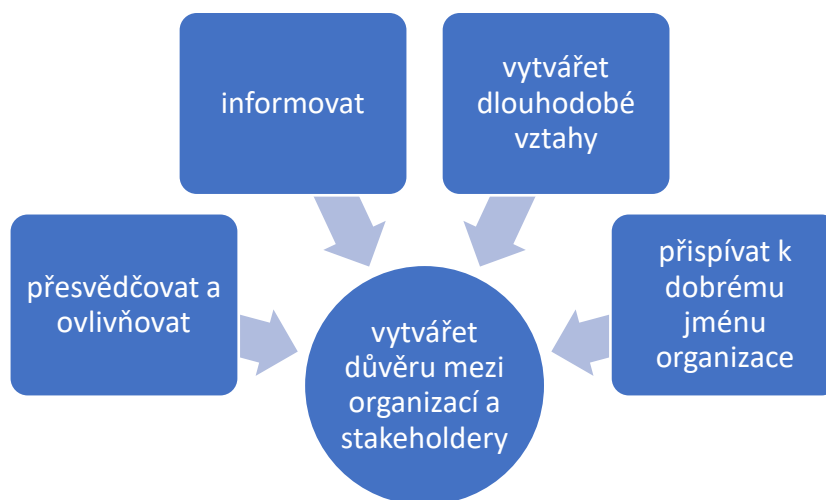 informovat
vytvářet
dlouhodobé
vztahy
přesvědčovat a
ovlivňovat
přispívat k
dobrému
jménu
organizace
vytvářet
důvěru mezi
organizací a
stakeholdery